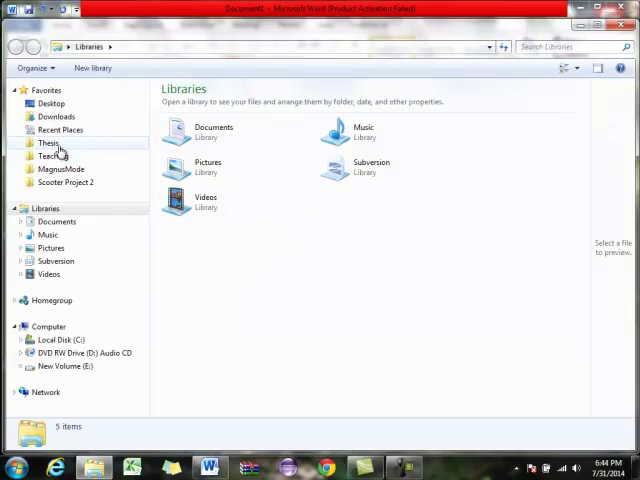 Document1 - Microsoft Word (Product Activation Failed)
Libraries
Search Libraries
Organize
New library
Favorites
Desktop
Downloads
Recent Places
Thesis
MagnusMode
Scooter Project 2
Libraries
Documents
Music
Pictures
Subversion
Videos
Homegroup
Computer
Local Disk (C:)
DVD RW Drive (D:) Audio CD
New Volume (E:)
Network
Libraries
Open a library to see your files and arrange them by folder, date, and other properties.
Documents
Library
Music
Library
Pictures
Library
Subversion
Library
Videos
Library
Select a file
to preview.
5 items
6:44 PM
7/31/2014